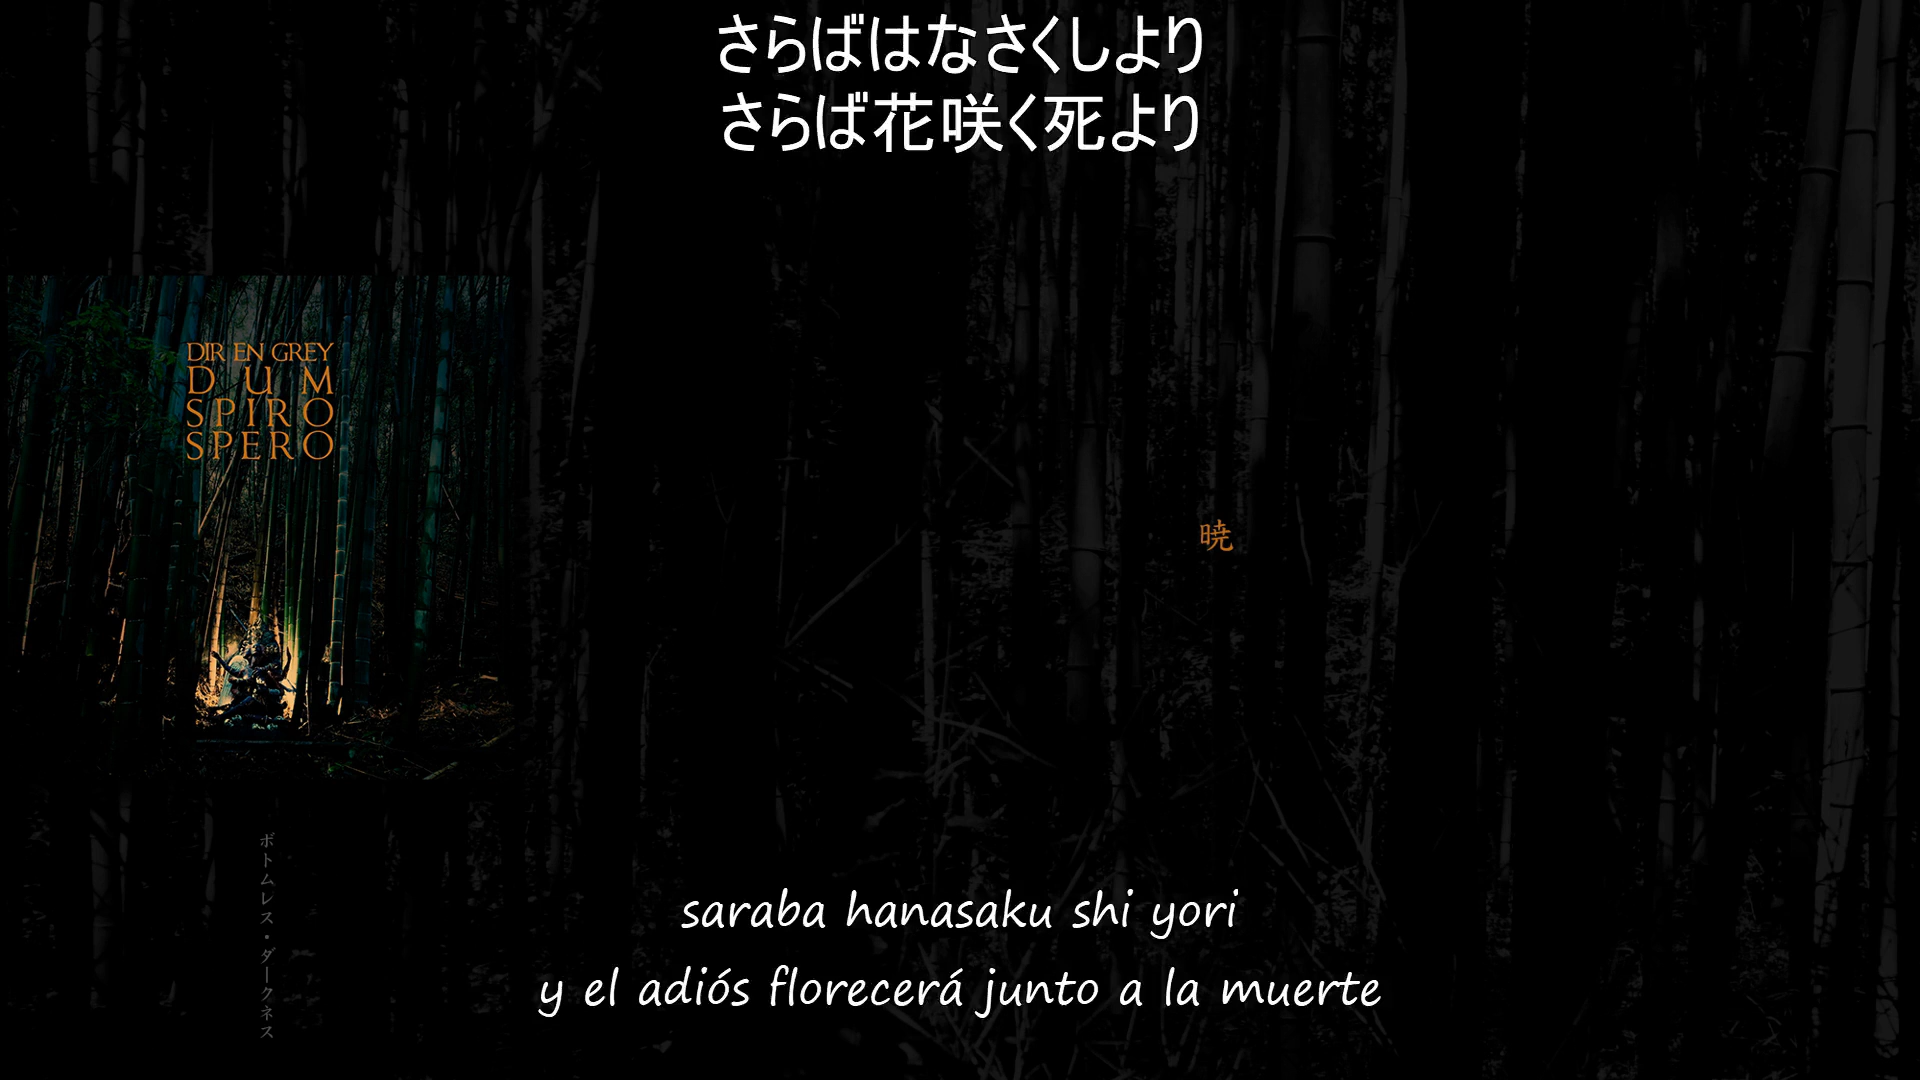 さらばはなさくしより
さらば花咲く死より
DIR EN GREY
DUM
SPIRO
SPERO
暁
ボトムレス・ダークネス
saraba hanasaku shi yori
y el adiós florecerá junto a la muerte